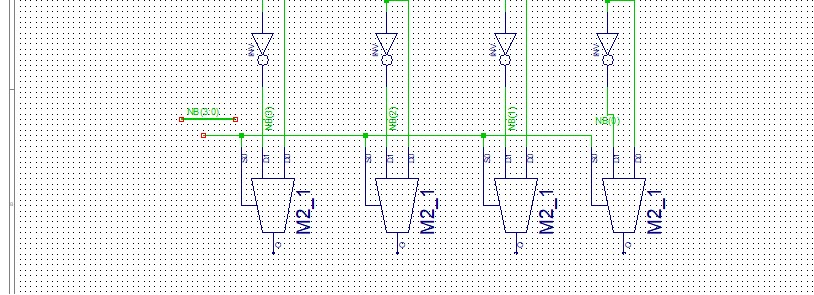 INV
INV
INV
INV
NB(3:0)
NB(3)
NB(2)
NB(1)
NB(0)
S0
D1
D0
S0
D1
D0
S0
D1
D0
S0
D1
D0
M2_1
M2_1
M2_1
M2_1
O
O
O
O